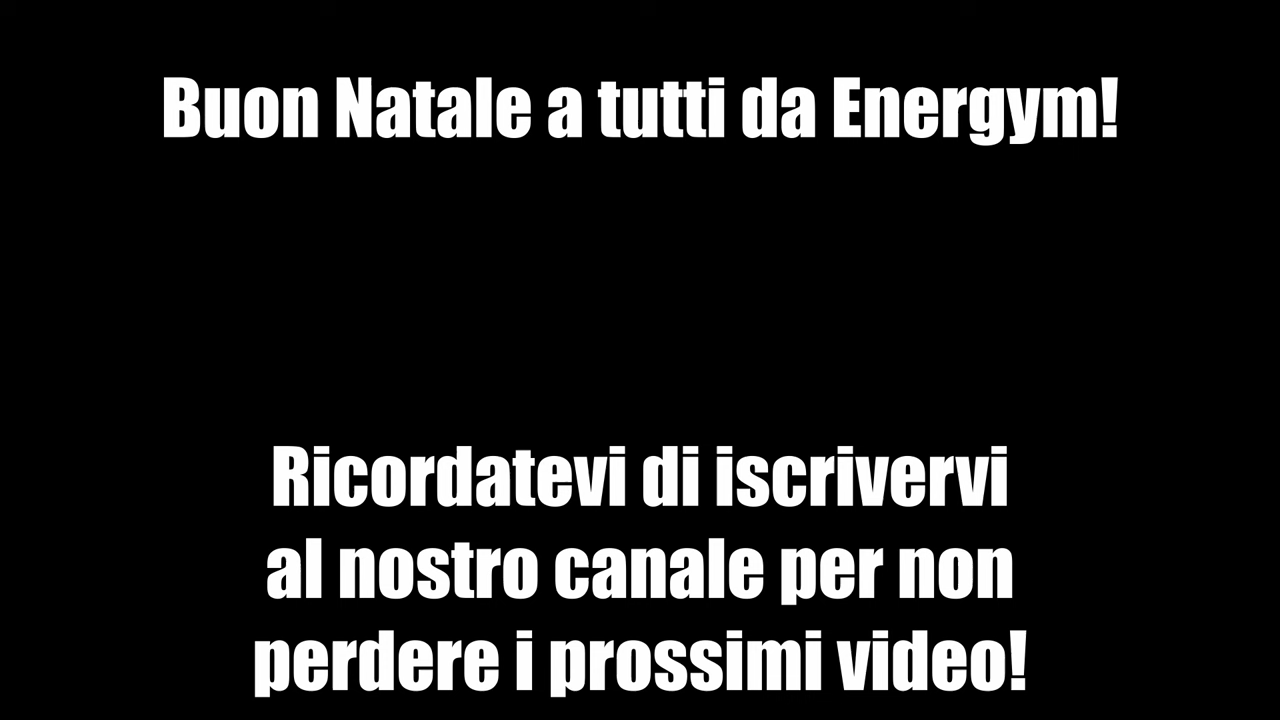 Buon Natale a tutti da Energym!
Ricordatevi di iscrivervi
al nostro canale per non
perdere i prossimi video!